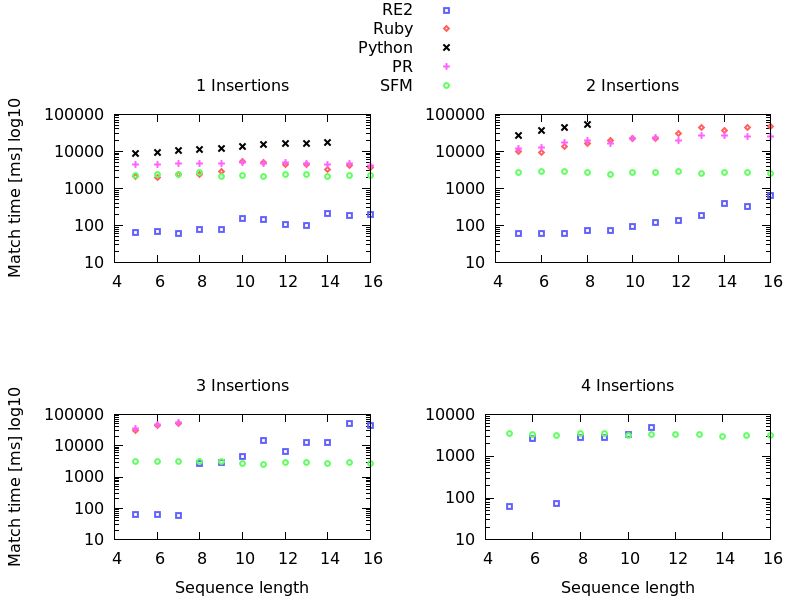 RE2
Ruby
Python
PR
SFM
1 Insertions
2 Insertions
Match time [ms] log10
100000
10000
1000
100
10
4 6 8 10 12 14 16
100000
10000
1000
100
10
4 6 8 10 12 14 16
3 Insertions
4 Insertions
Match time [ms] log10
100000
10000
1000
100
10
4 6 8 10 12 14 16
Sequence length
10000
1000
100
10
4 6 8 10 12 14 16
Sequence length